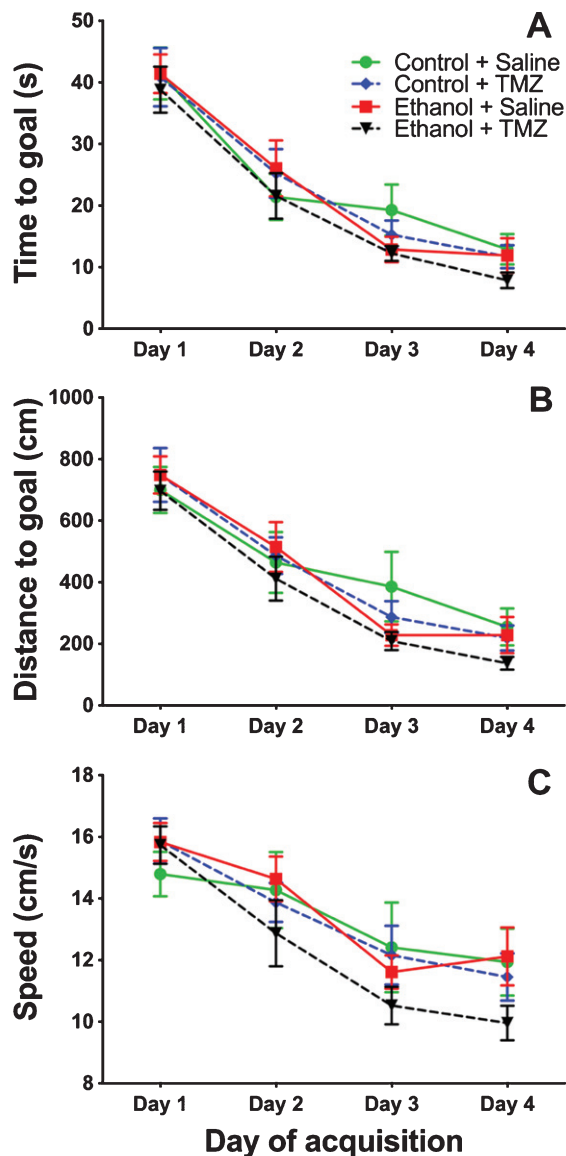 A
Time to goal (s)
50
40
30
20
10
0
Control + Saline
Control + TMZ
Ethanol + Saline
Ethanol + TMZ
Day 1 Day 2 Day 3 Day 4
B
Distance to goal (cm)
1000
800
600
400
200
0
Day 1 Day 2 Day 3 Day 4
C
Speed (cm/s)
18
16
14
12
10
8
Day 1 Day 2 Day 3 Day 4
Day of acquisition